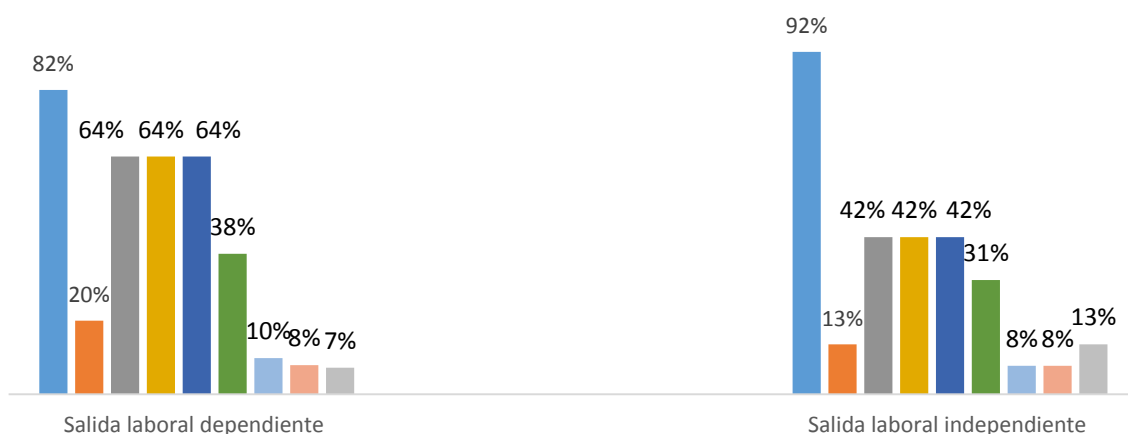 92%
82%
64% 64% 64%
42% 42% 42%
38%
31%
20%
13%
13%
10% 8% 7%
8% 8%
Salida laboral dependiente
Salida laboral independiente